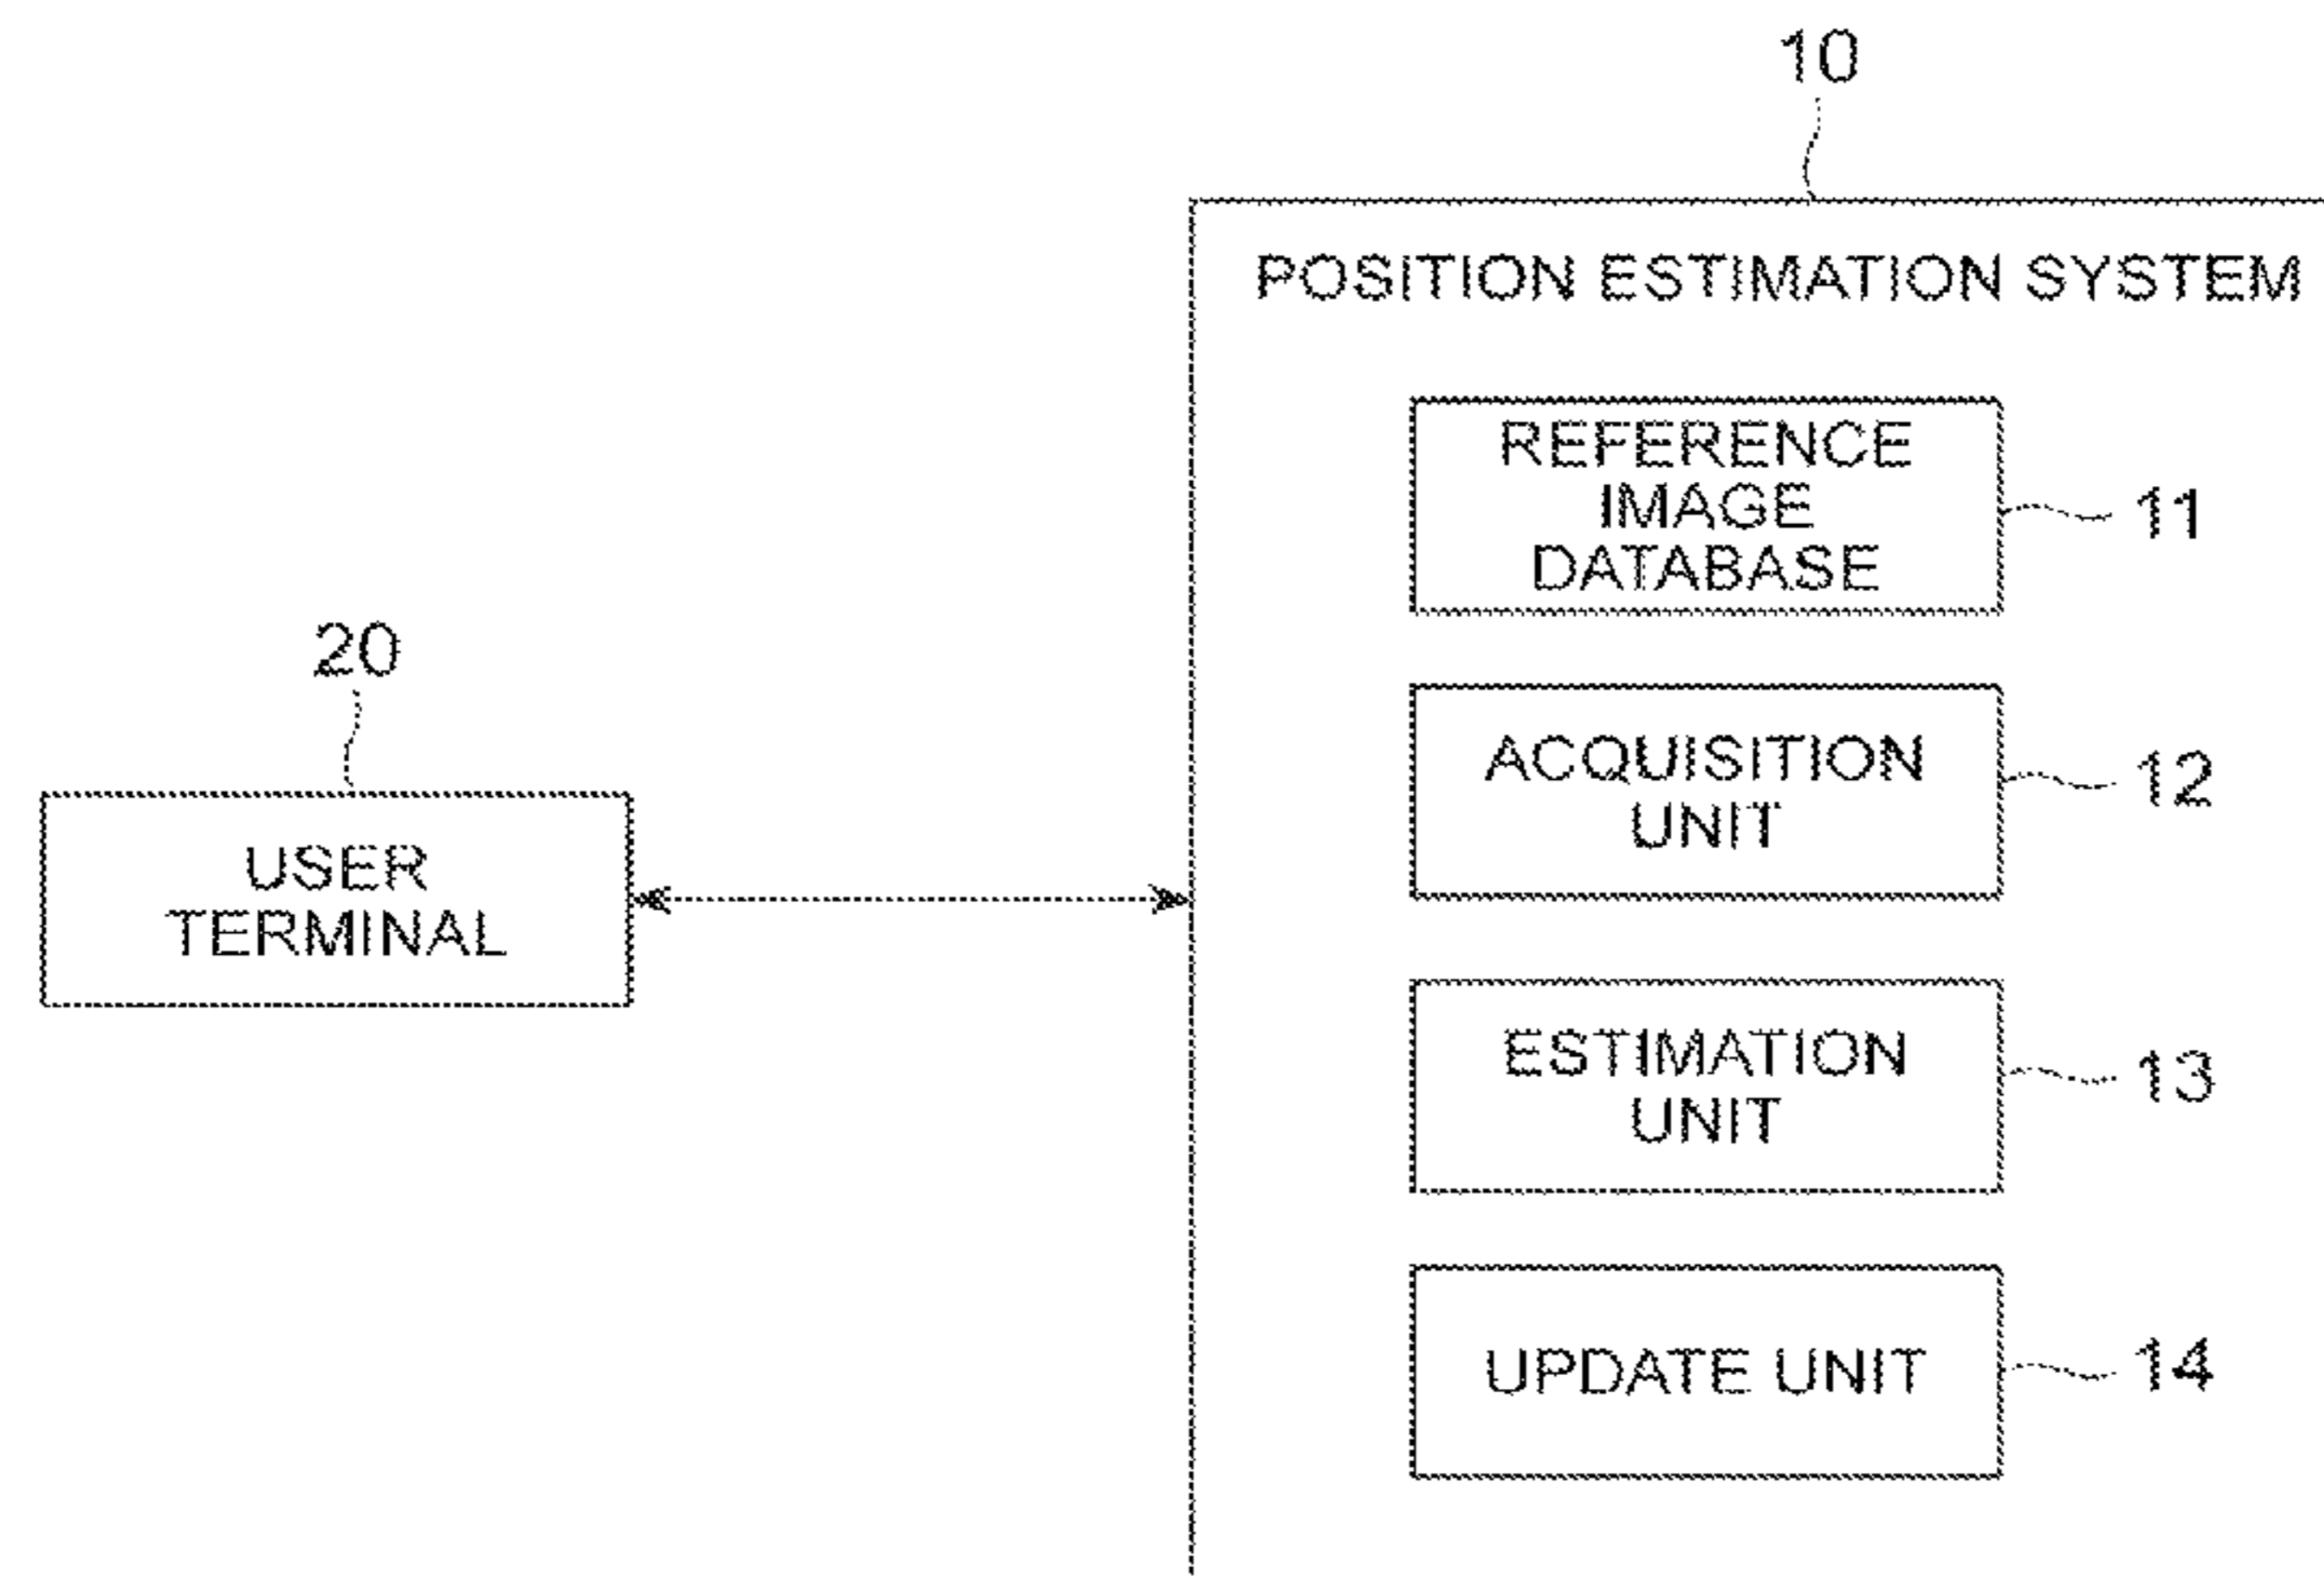 10
POSITION ESTIMATION SYSTEM
REFERENCE
IMAGE
DATABASE
11
20
ACQUISITION
UNIT
12
USER
TERMINAL
ESTIMATION
UNIT
13
UPDATE UNIT
14